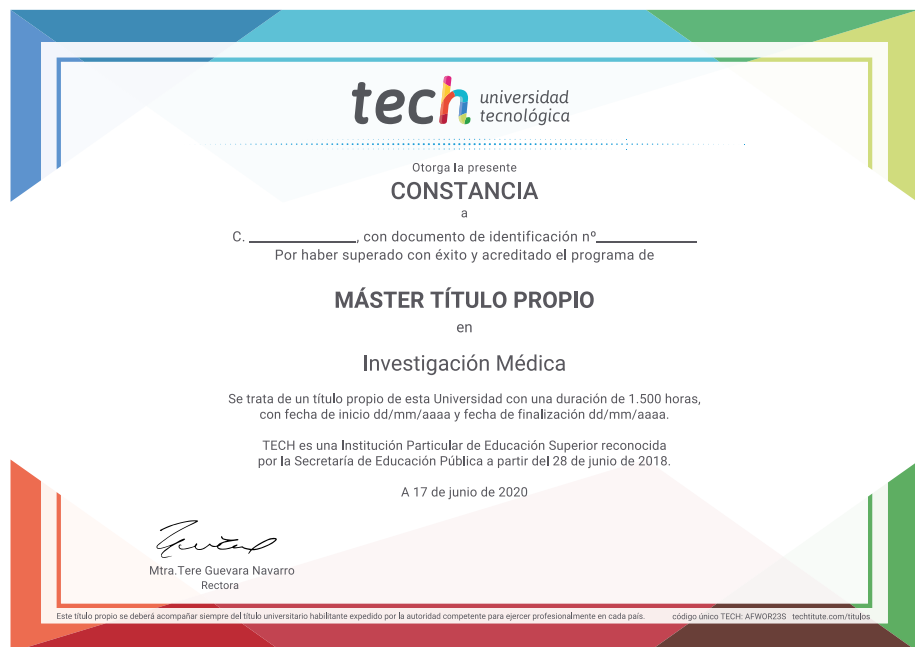 tech universidad
tecnológica
Otorga la presente
CONSTANCIA
a
C. ____________, con documento de identificación nº____________
Por haber superado con éxito y acreditado el programa de
MÁSTER TÍTULO PROPIO
en
Investigación Médica
Se trata de un título propio de esta Universidad con una duración de 1.500 horas,
con fecha de inicio dd/mm/aaaa y fecha de finalización dd/mm/aaaa.
TECH es una Institución Particular de Educación Superior reconocida
por la Secretaría de Educación Pública a partir del 28 de junio de 2018.
A 17 de junio de 2020
Mtra.Tere Guevara Navarro
Rectora
Este título propio se deberá acompañar siempre del título universitario habilitante expedido por la autoridad competente para ejercer profesionalmente en cada país. código único TECH: AFWOR23S techtitute.com/titulos